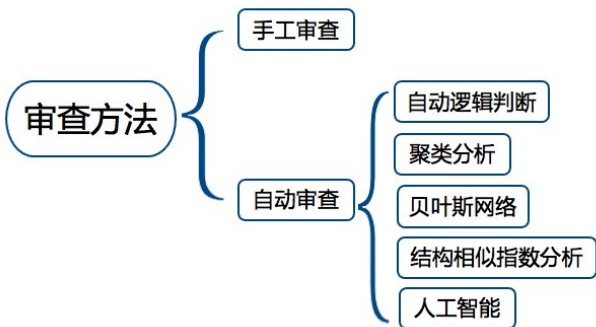 审查方法
手工审查
自动审查
自动逻辑判断
聚类分析
贝叶斯网络
结构相似指数分析
人工智能